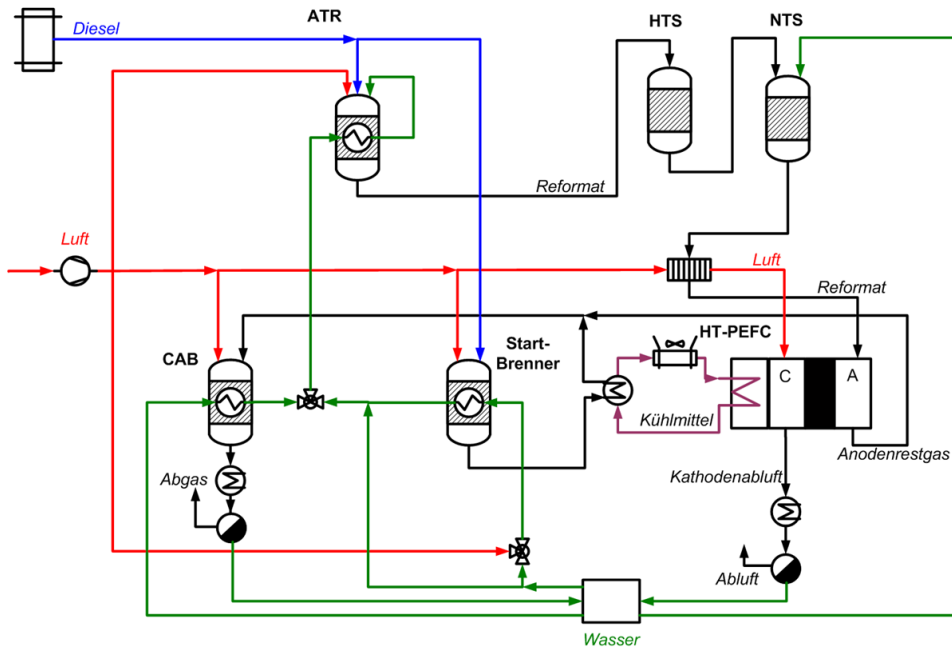 ATR
HTS
NTS
Diesel
Reformat
Luft
Luft
Reformat
CAB
Start-
Brenner
HT-PEFC
C
A
Kühlmittel
Anodenrestgas
Abgas
Kathodenabluft
Abluft
Wasser